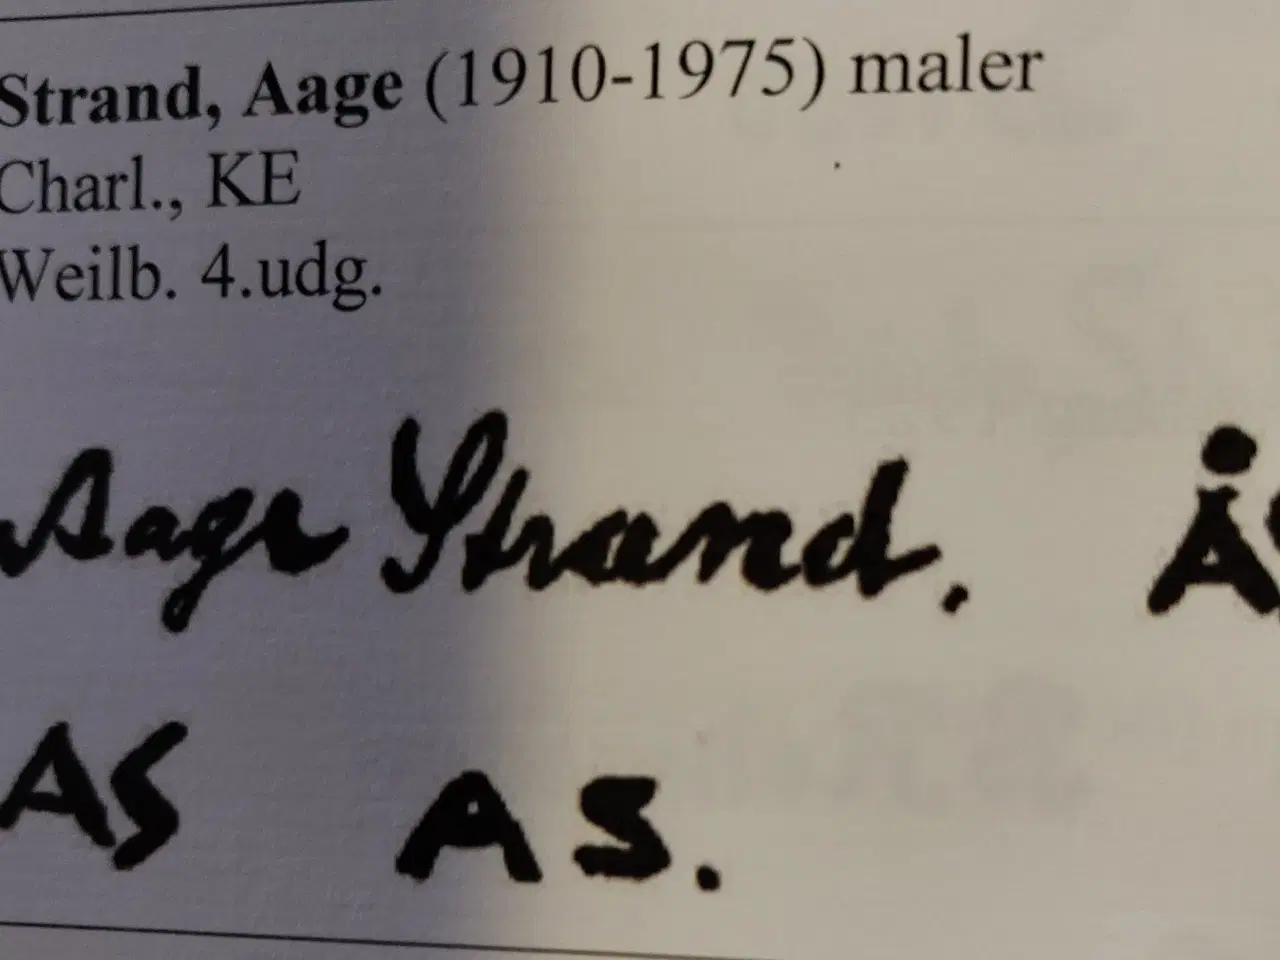 Strand, Aage (1910-1975) maler
Charl., KE
Weilb. 4.udg.
Aage Strand. Å
AS AS.